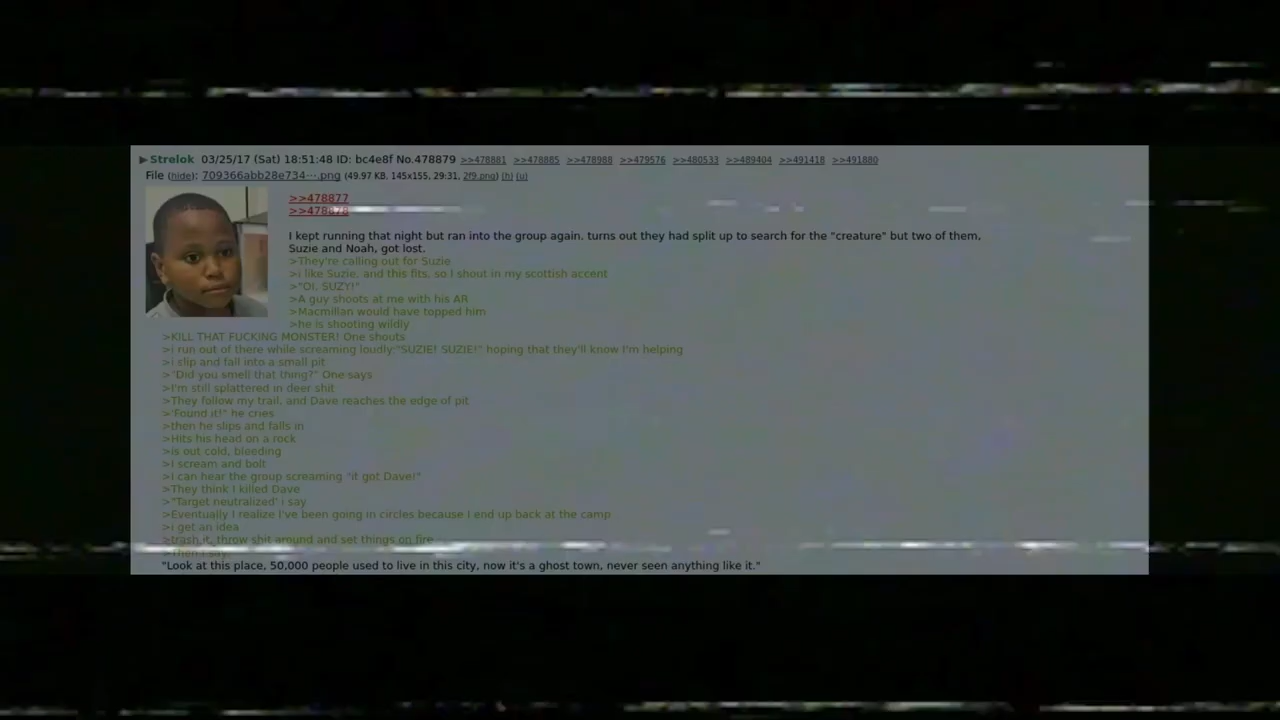 ▶ Strelok 03/25/17 (Sat) 18:51:48 ID: bc4e8f No.478879 >>478881 >>478885 >>478988 >>479576 >>480533 >>489404 >>491418 >>491880
File (hide): 709366abb28e734···.png (49.97 KB, 145x155, 29:31, 2f9.png) (h) (u)
>>478877
>>478878
I kept running that night but ran into the group again. turns out they had split up to search for the "creature" but two of them,
Suzie and Noah, got lost.
>They're calling out for Suzie
>i like Suzie, and this fits, so I shout in my scottish accent
>"OI, SUZY!"
>A guy shoots at me with his AR
>Macmillan would have topped him
>he is shooting wildly
>KILL THAT FUCKING MONSTER! One shouts
>i run out of there while screaming loudly "SUZIE! SUZIE!" hoping that they'll know I'm helping
>i clip and fall into a small pit
>"Did you smell that thing?" One says
>I'm still splattered in deer shit
>They follow my trail, and Dave reaches the edge of pit
>'Found it!" he cries
>then he slips and falls in
>Hits his head on a rock
>is out cold, bleeding
>I scream and bolt
>I can hear the group screaming "it got Dave!"
>They think I killed Dave
>"Target neutralized' i say
>Eventually I realize I've been going in circles because I end up back at the camp
>i get an idea
>trash it, throw shit around and set things on fire
>Then i say:
"Look at this place, 50,000 people used to live in this city, now it's a ghost town, never seen anything like it."